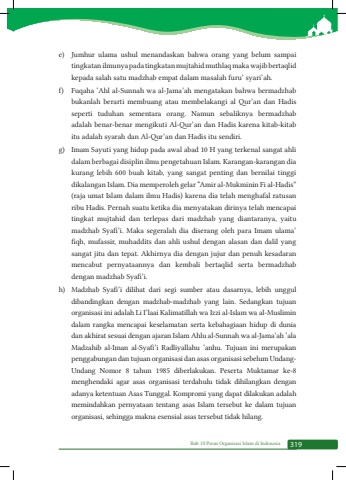 e) Jumhur ulama ushul menandaskan bahwa orang yang belum sampai
tingkatan ilmunya pada tingkatan mujtahid muthlaq maka wajib bertaqlid
kepada salah satu madzhab empat dalam masalah furu' syari'ah.
f) Fuqaha 'Ahl al-Sunnah wa al-Jama'ah mengatakan bahwa bermadzhab
bukanlah berarti membuang atau membelakangi al Qur'an dan Hadis
seperti tuduhan sementara orang. Namun sebaliknya bermadzhab
adalah benar-benar mengikuti Al-Qur'an dan Hadis karena kitab-kitab
itu adalah syarah dan Al-Qur'an dan Hadis itu sendiri.
g) Imam Sayuti yang hidup pada awal abad 10 H yang terkenal sangat ahli
dalam berbagai disiplin ilmu pengetahuan Islam. Karangan-karangan dia
kurang lebih 600 buah kitab, yang sangat penting dan bernilai tinggi
dikalangan Islam. Dia memperoleh gelar "Amir al-Mukminin Fi al-Hadis"
(raja umat Islam dalam ilmu Hadis) karena dia telah menghafal ratusan
ribu Hadis. Pernah suatu ketika dia menyatakan dirinya telah mencapai
tingkat mujtahid dan terlepas dari madzhab yang diantaranya, yaitu
madzhab Syafi'i. Maka segeralah dia diserang oleh para Imam ulama'
fiqh, mufassir, muhaddits dan ahli ushul dengan alasan dan dalil yang
sangat jitu dan tepat. Akhirnya dia dengan jujur dan penuh kesadaran
mencabut pernyataannya dan kembali bertaqlid serta bermadzhab
dengan madzhab Syafi'i.
h) Madzhab Syafi'i dilihat dari segi sumber atau dasarnya, lebih unggul
dibandingkan dengan madzhab-madzhab yang lain. Sedangkan tujuan
organisasi ini adalah Li I'laai Kalimatillah wa Izzi al-Islam wa al-Muslimin
dalam rangka mencapai keselamatan serta kebahagiaan hidup di dunia
dan akhirat sesuai dengan ajaran Islam Ahlu al-Sunnah wa al-Jama'ah 'ala
Madzahib al-Iman al-Syafi'i Radliyallahu 'anhu. Tujuan ini merupakan
penggabungan dan tujuan organisasi dan asas organisasi sebelum Undang-
Undang Nomor 8 tahun 1985 diberlakukan. Peserta Muktamar ke-8
menghendaki agar asas organisasi terdahulu tidak dihilangkan dengan
adanya ketentuan Asas Tunggal. Kompromi yang dapat dilakukan adalah
memindahkan pernyataan tentang asas Islam tersebut ke dalam tujuan
organisasi, sehingga makna esensial asas tersebut tidak hilang.
Bab 10 Peran Organisasi Islam di Indonesia 319